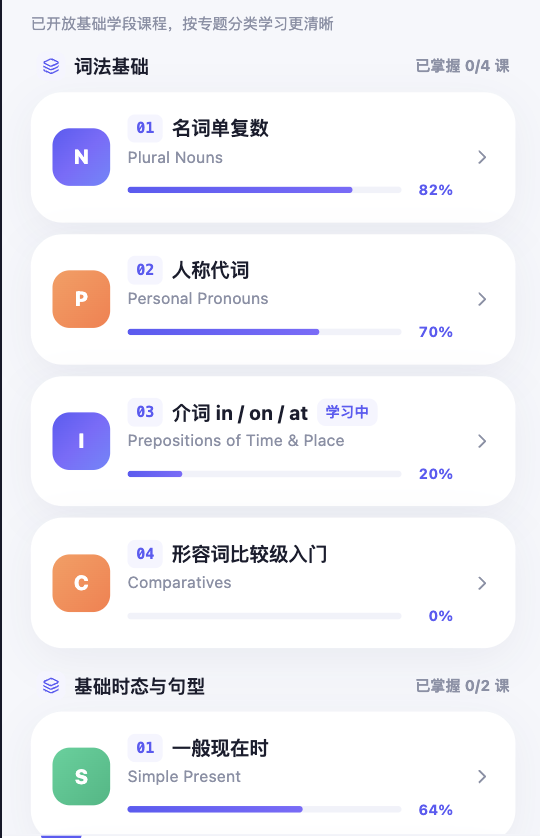 已开放基础学段课程，按专题分类学习更清晰
词法基础 已掌握 0/4 课
N
01 名词单复数
Plural Nouns
82%
P
02 人称代词
Personal Pronouns
70%
I
03 介词 in / on / at 学习中
Prepositions of Time & Place
20%
C
04 形容词比较级入门
Comparatives
0%
基础时态与句型 已掌握 0/2 课
S
01 一般现在时
Simple Present
64%